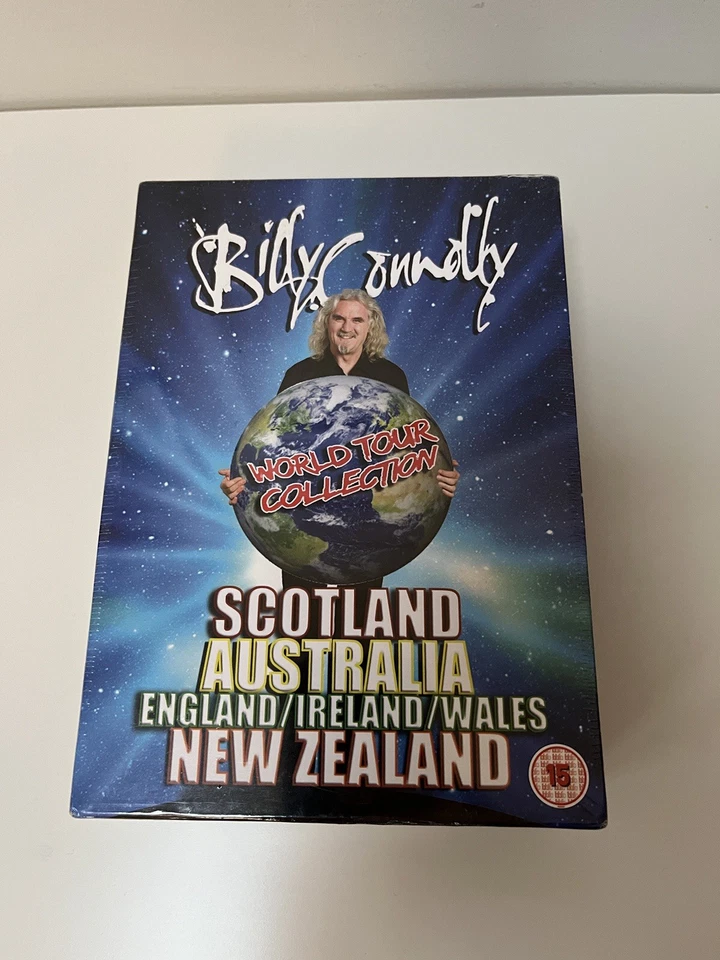 Billy Connolly
WORLD TOUR
COLLECTION
SCOTLAND
AUSTRALIA
ENGLAND/IRELAND/WALES
NEW ZEALAND
15